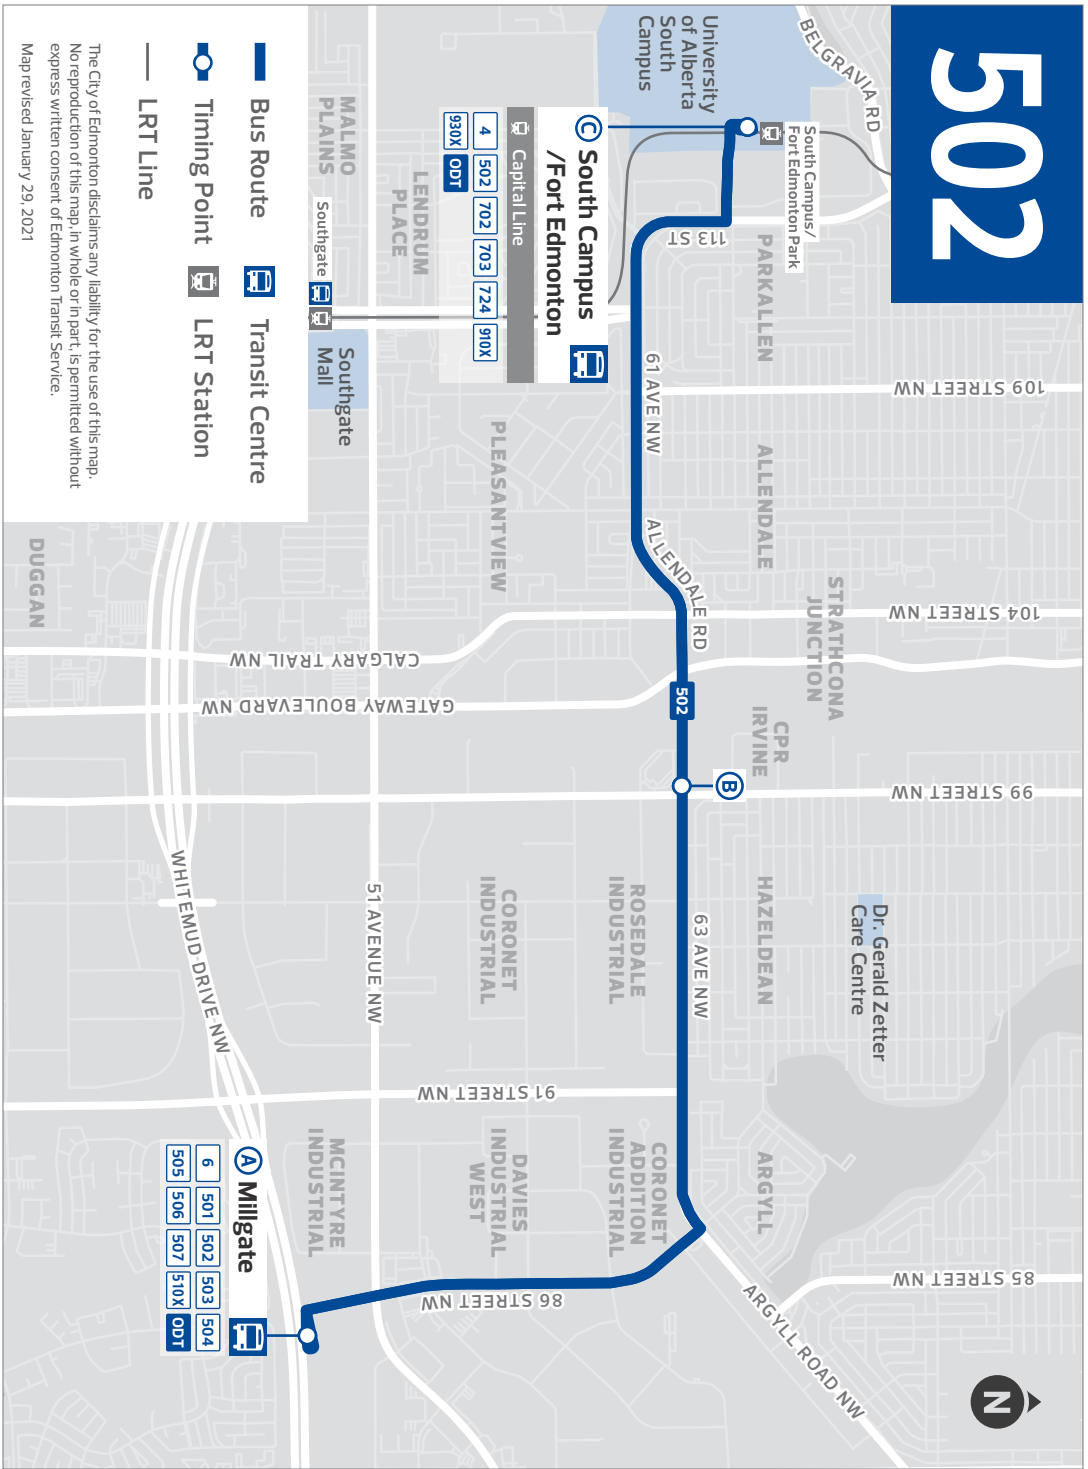 502
BELGRAVIA RD
University
of Alberta
South
Campus
South Campus/
Fort Edmonton Park
113 ST
PARKALLEN
109 STREET NW
61 AVE NW
ALLENDALE
ALLENDALE RD
STRATHCONA
JUNCTION
104 STREET NW
502
CPR
IRVINE
B
99 STREET NW
Dr. Gerald Zetter
Care Centre
HAZELDEAN
63 AVE NW
ROSEDALE
INDUSTRIAL
ARGYLL
85 STREET NW
ARGYLL ROAD NW
N
C South Campus
/Fort Edmonton
Capital Line
4 502 702 703 724 910X
930X ODT
MALMO
PLAINS
LENDRUM
PLACE
PLEASANTVIEW
Southgate
Southgate
Mall
CALGARY TRAIL NW
GATEWAY BOULEVARD NW
CORONET
INDUSTRIAL
51 AVENUE NW
91 STREET NW
CORONET
ADDITION
INDUSTRIAL
DAVIES
INDUSTRIAL
WEST
86 STREET NW
MCINTYRE
INDUSTRIAL
WHITEMUD DRIVE NW
DUGGAN
A Millgate
6 501 502 503 504
505 506 507 510X ODT
Bus Route
Transit Centre
Timing Point
LRT Station
LRT Line
The City of Edmonton disclaims any liability for the use of this map.
No reproduction of this map, in whole or in part, is permitted without
express written consent of Edmonton Transit Service.
Map revised January 29, 2021